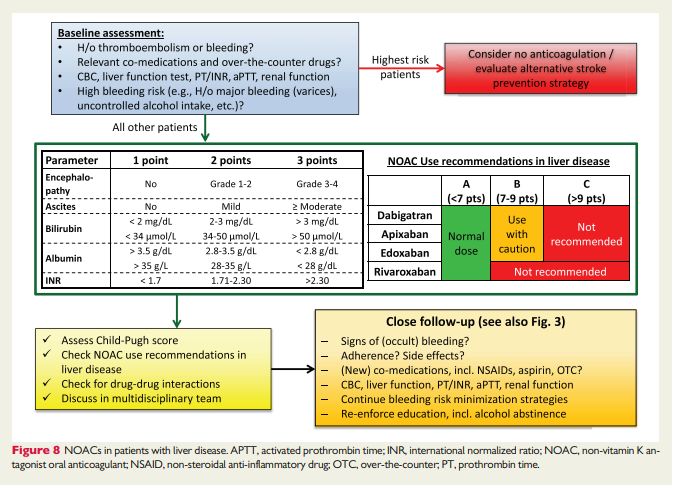 Baseline assessment:
• H/o thromboembolism or bleeding?
• Relevant co-medications and over-the-counter drugs?
• CBC, liver function test, PT/INR, aPTT, renal function
• High bleeding risk (e.g., H/o major bleeding (varices),
uncontrolled alcohol intake, etc.)?
Highest risk
patients
Consider no anticoagulation /
evaluate alternative stroke
prevention strategy
All other patients
Parameter 1 point 2 points 3 points
Encephalo-
pathy No Grade 1-2 Grade 3-4
Ascites No Mild ≥ Moderate
Bilirubin < 2 mg/dL 2-3 mg/dL > 3 mg/dL
< 34 μmol/L 34-50 μmol/L > 50 μmol/L
Albumin > 3.5 g/dL 2.8-3.5 g/dL < 2.8 g/dL
> 35 g/L 28-35 g/L < 28 g/dL
INR < 1.7 1.71-2.30 >2.30
NOAC Use recommendations in liver disease
A B C
(<7 pts) (7-9 pts) (>9 pts)
Dabigatran
Apixaban
Edoxaban
Rivaroxaban
Normal
dose
Use
with
caution
Not
recommended
Not recommended
✓ Assess Child-Pugh score
✓ Check NOAC use recommendations in
liver disease
✓ Check for drug-drug interactions
✓ Discuss in multidisciplinary team
Close follow-up (see also Fig. 3)
– Signs of (occult) bleeding?
– Adherence? Side effects?
– (New) co-medications, incl. NSAIDs, aspirin, OTC?
– CBC, liver function, PT/INR, aPTT, renal function
– Continue bleeding risk minimization strategies
– Re-enforce education, incl. alcohol abstinence
Figure 8 NOACs in patients with liver disease. APTT, activated prothrombin time; INR, international normalized ratio; NOAC, non-vitamin K an-
tagonist oral anticoagulant; NSAID, non-steroidal anti-inflammatory drug; OTC, over-the-counter; PT, prothrombin time.